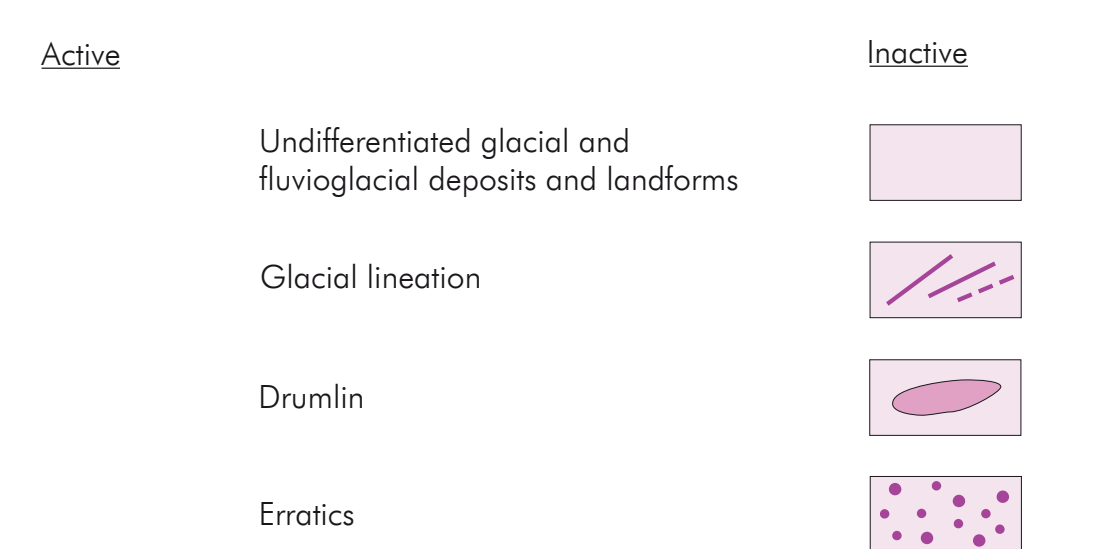 Active
Inactive
Undifferentiated glacial and
fluvioglacial deposits and landforms
Glacial lineation
Drumlin
Erratics